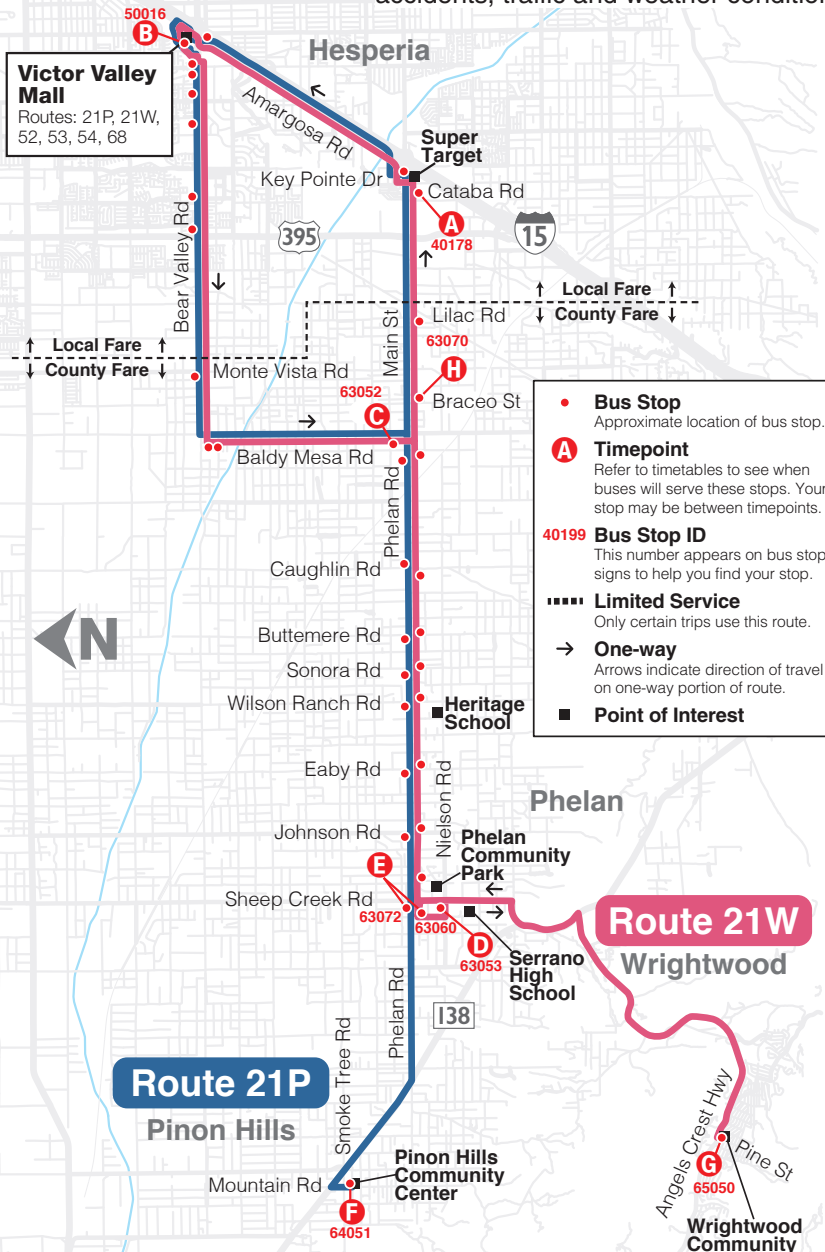 accidents, traffic and weather condition
50016
B
Hesperia
Victor Valley
Mall
Routes: 21P, 21W,
52, 53, 54, 68
Amargosa Rd
Super
Target
Key Pointe Dr
Cataba Rd
A
40178
395
15
Bear Valley Rd
Local Fare
County Fare
Main St
Lilac Rd
63070
Local Fare
County Fare
Monte Vista Rd
H
63052
C
Braceo St
Baldy Mesa Rd
Phelan Rd
Bus Stop
Approximate location of bus stop.
A
Timepoint
Refer to timetables to see when
buses will serve these stops. Your
stop may be between timepoints.
40199
Bus Stop ID
This number appears on bus stop
signs to help you find your stop.
Limited Service
Only certain trips use this route.
One-way
Arrows indicate direction of travel
on one-way portion of route.
Point of Interest
Caughlin Rd
N
Buttemere Rd
Sonora Rd
Wilson Ranch Rd
Heritage
School
Eaby Rd
Nielson Rd
Phelan
Johnson Rd
Phelan
Community
Park
E
Sheep Creek Rd
63072
63060
D
63053
Serrano
High
School
Route 21W
Wrightwood
Phelan Rd
138
Smoke Tree Rd
Route 21P
Pinon Hills
Mountain Rd
Pinon Hills
Community
Center
F
64051
Angels Crest Hwy
Pine St
G
65050
Wrightwood
Community